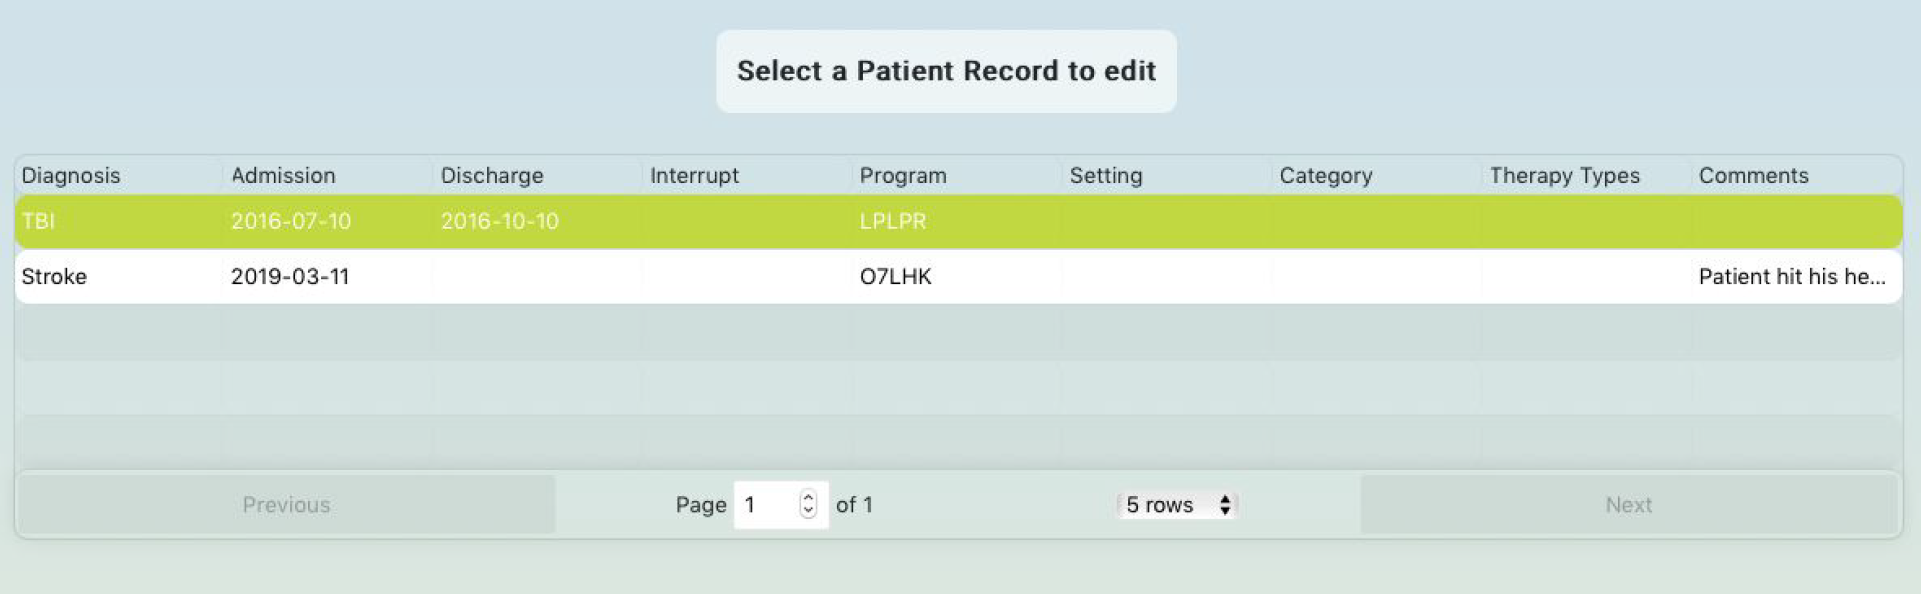 Select a Patient Record to edit
Diagnosis Admission Discharge Interrupt Program Setting Category Therapy Types Comments
TBI 2016-07-10 2016-10-10 LPLPR
Stroke 2019-03-11 O7LHK Patient hit his he...
Previous Page 1 of 1 5 rows Next